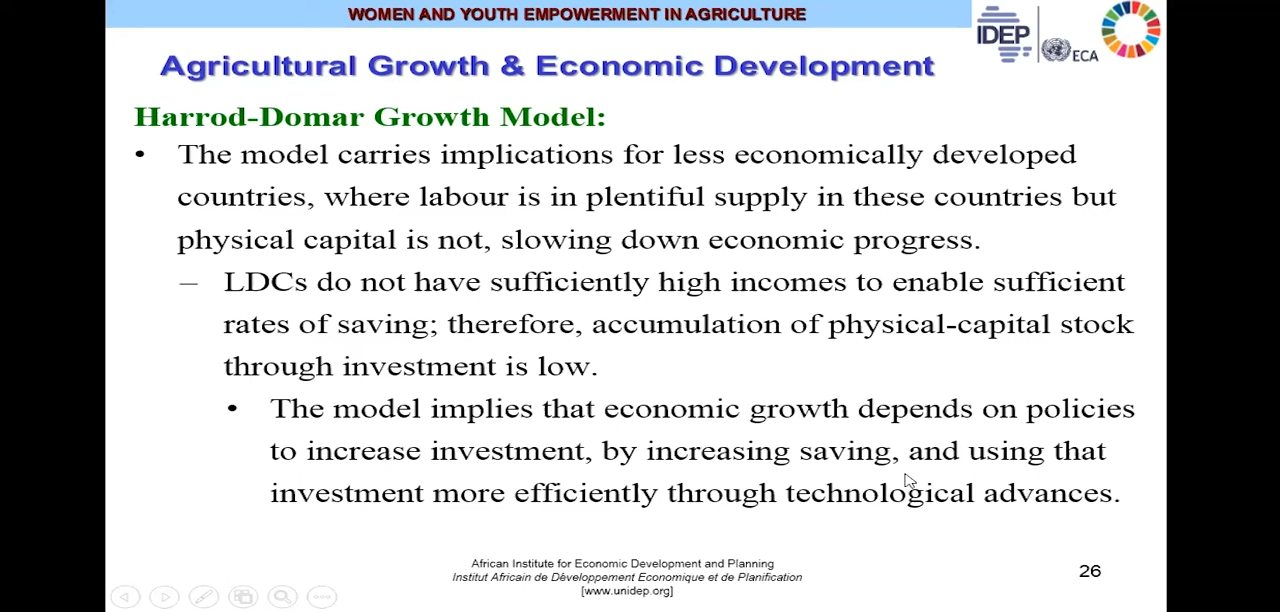 WOMEN AND YOUTH EMPOWERMENT IN AGRICULTURE
IDEP
ECA
Agricultural Growth & Economic Development
Harrod-Domar Growth Model:
• The model carries implications for less economically developed
countries, where labour is in plentiful supply in these countries but
physical capital is not, slowing down economic progress.
– LDCs do not have sufficiently high incomes to enable sufficient
rates of saving; therefore, accumulation of physical-capital stock
through investment is low.
• The model implies that economic growth depends on policies
to increase investment, by increasing saving, and using that
investment more efficiently through technological advances.
African Institute for Economic Development and Planning
Institut Africain de Développement Economique et de Planification
[www.unidep.org]
26